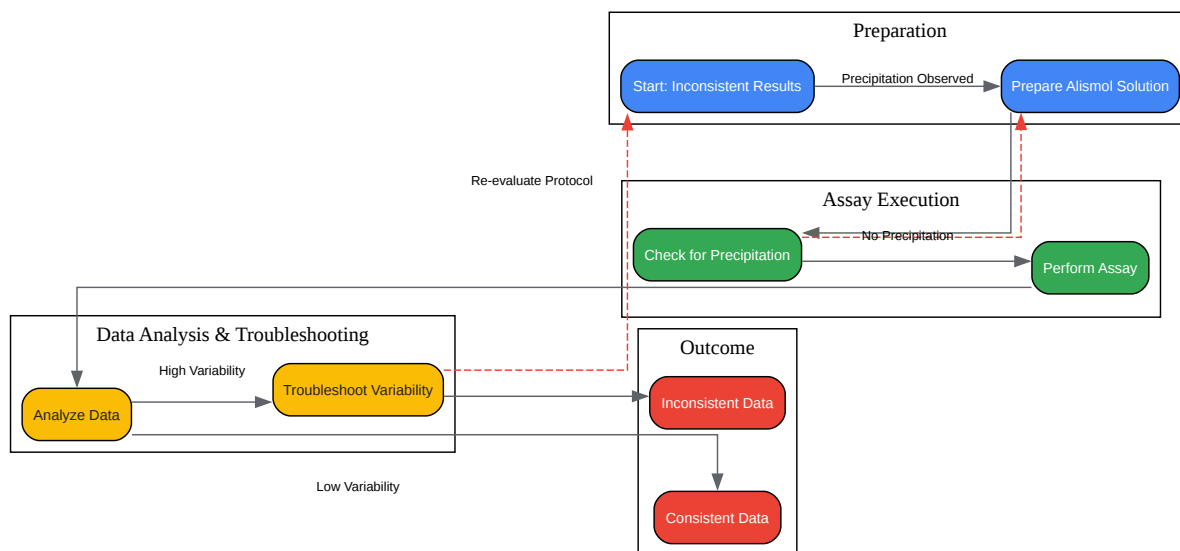 Preparation
Start: Inconsistent Results
Precipitation Observed
Prepare Alismol Solution
Re-evaluate Protocol
Assay Execution
Check for Precipitation
No Precipitation
Perform Assay
Data Analysis & Troubleshooting
High Variability
Troubleshoot Variability
Analyze Data
Low Variability
Outcome
Inconsistent Data
Consistent Data